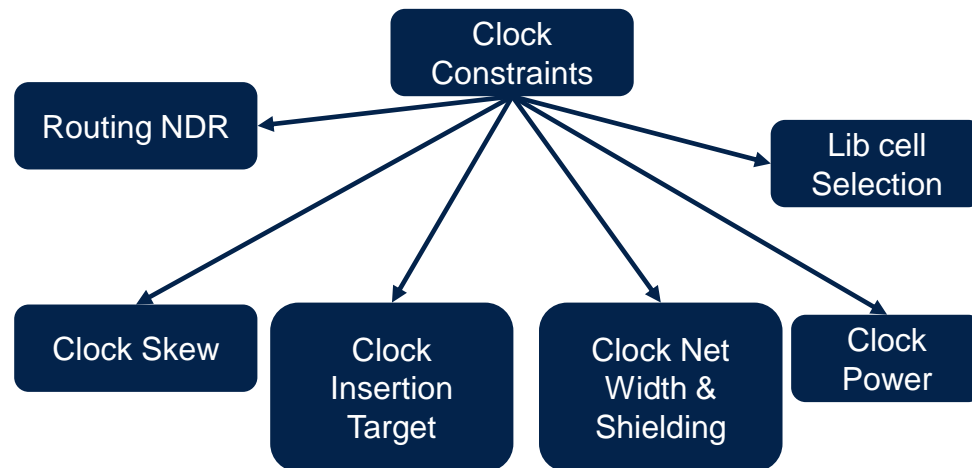 Clock
Constraints
Routing NDR
Lib cell
Selection
Clock Skew
Clock
Insertion
Target
Clock Net
Width &
Shielding
Clock
Power